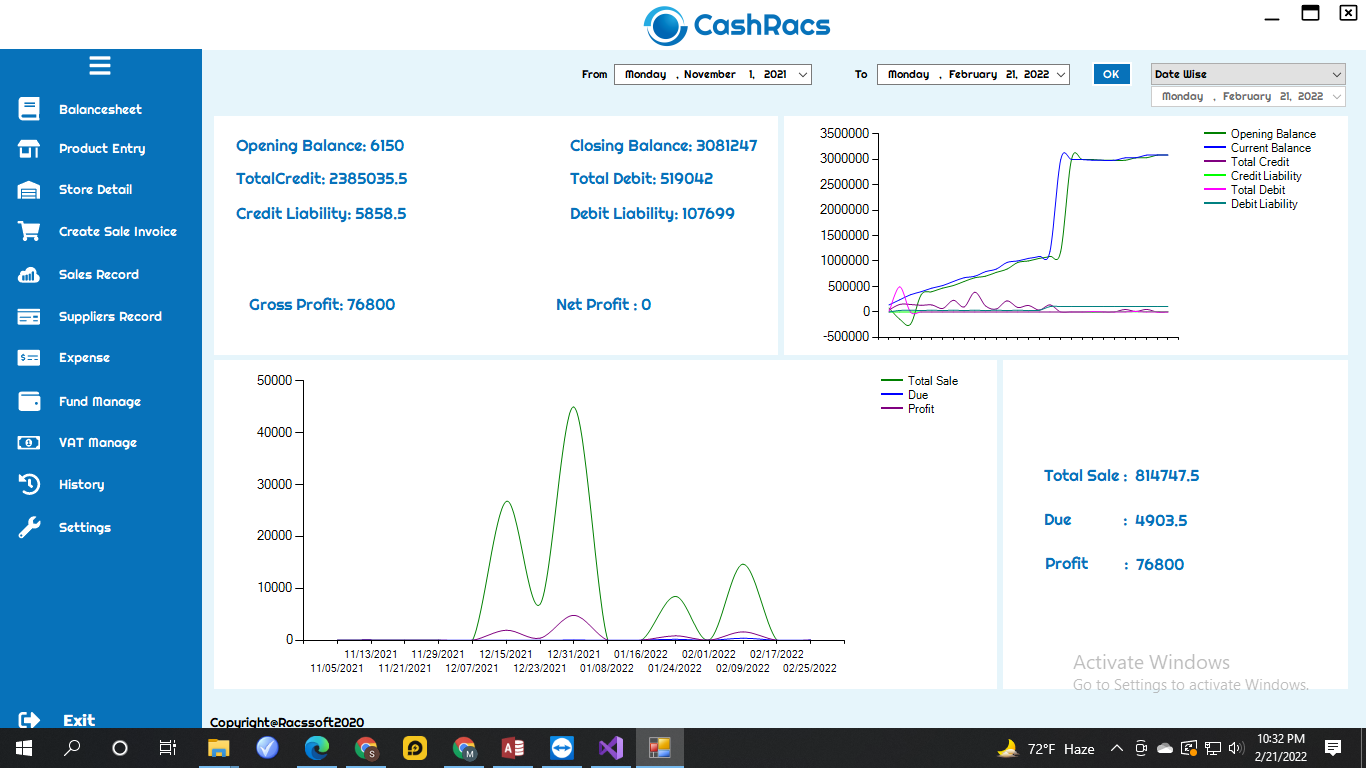 CashRacs
From Monday , November 1, 2021 To Monday , February 21, 2022 OK Date Wise
Monday , February 21, 2022
Balancesheet
Product Entry
Store Detail
Create Sale Invoice
Sales Record
Suppliers Record
Expense
Fund Manage
VAT Manage
History
Settings
Exit
Opening Balance: 6150 Closing Balance: 3081247
TotalCredit: 2385035.5 Total Debit: 519042
Credit Liability: 5858.5 Debit Liability: 107699
Gross Profit: 76800 Net Profit : 0
3500000
3000000
2500000
2000000
1500000
1000000
500000
0
-500000
Opening Balance
Current Balance
Total Credit
Credit Liability
Total Debit
Debit Liability
50000
40000
30000
20000
10000
0
11/13/2021 11/29/2021 12/15/2021 12/31/2021 01/16/2022 02/01/2022 02/17/2022
11/05/2021 11/21/2021 12/07/2021 12/23/2021 01/08/2022 01/24/2022 02/09/2022 02/25/2022
Total Sale
Due
Profit
Total Sale : 814747.5
Due : 4903.5
Profit : 76800
Activate Windows
Go to Settings to activate Windows.
Copyright@Racssoft2020
72°F Haze
10:32 PM
2/21/2022